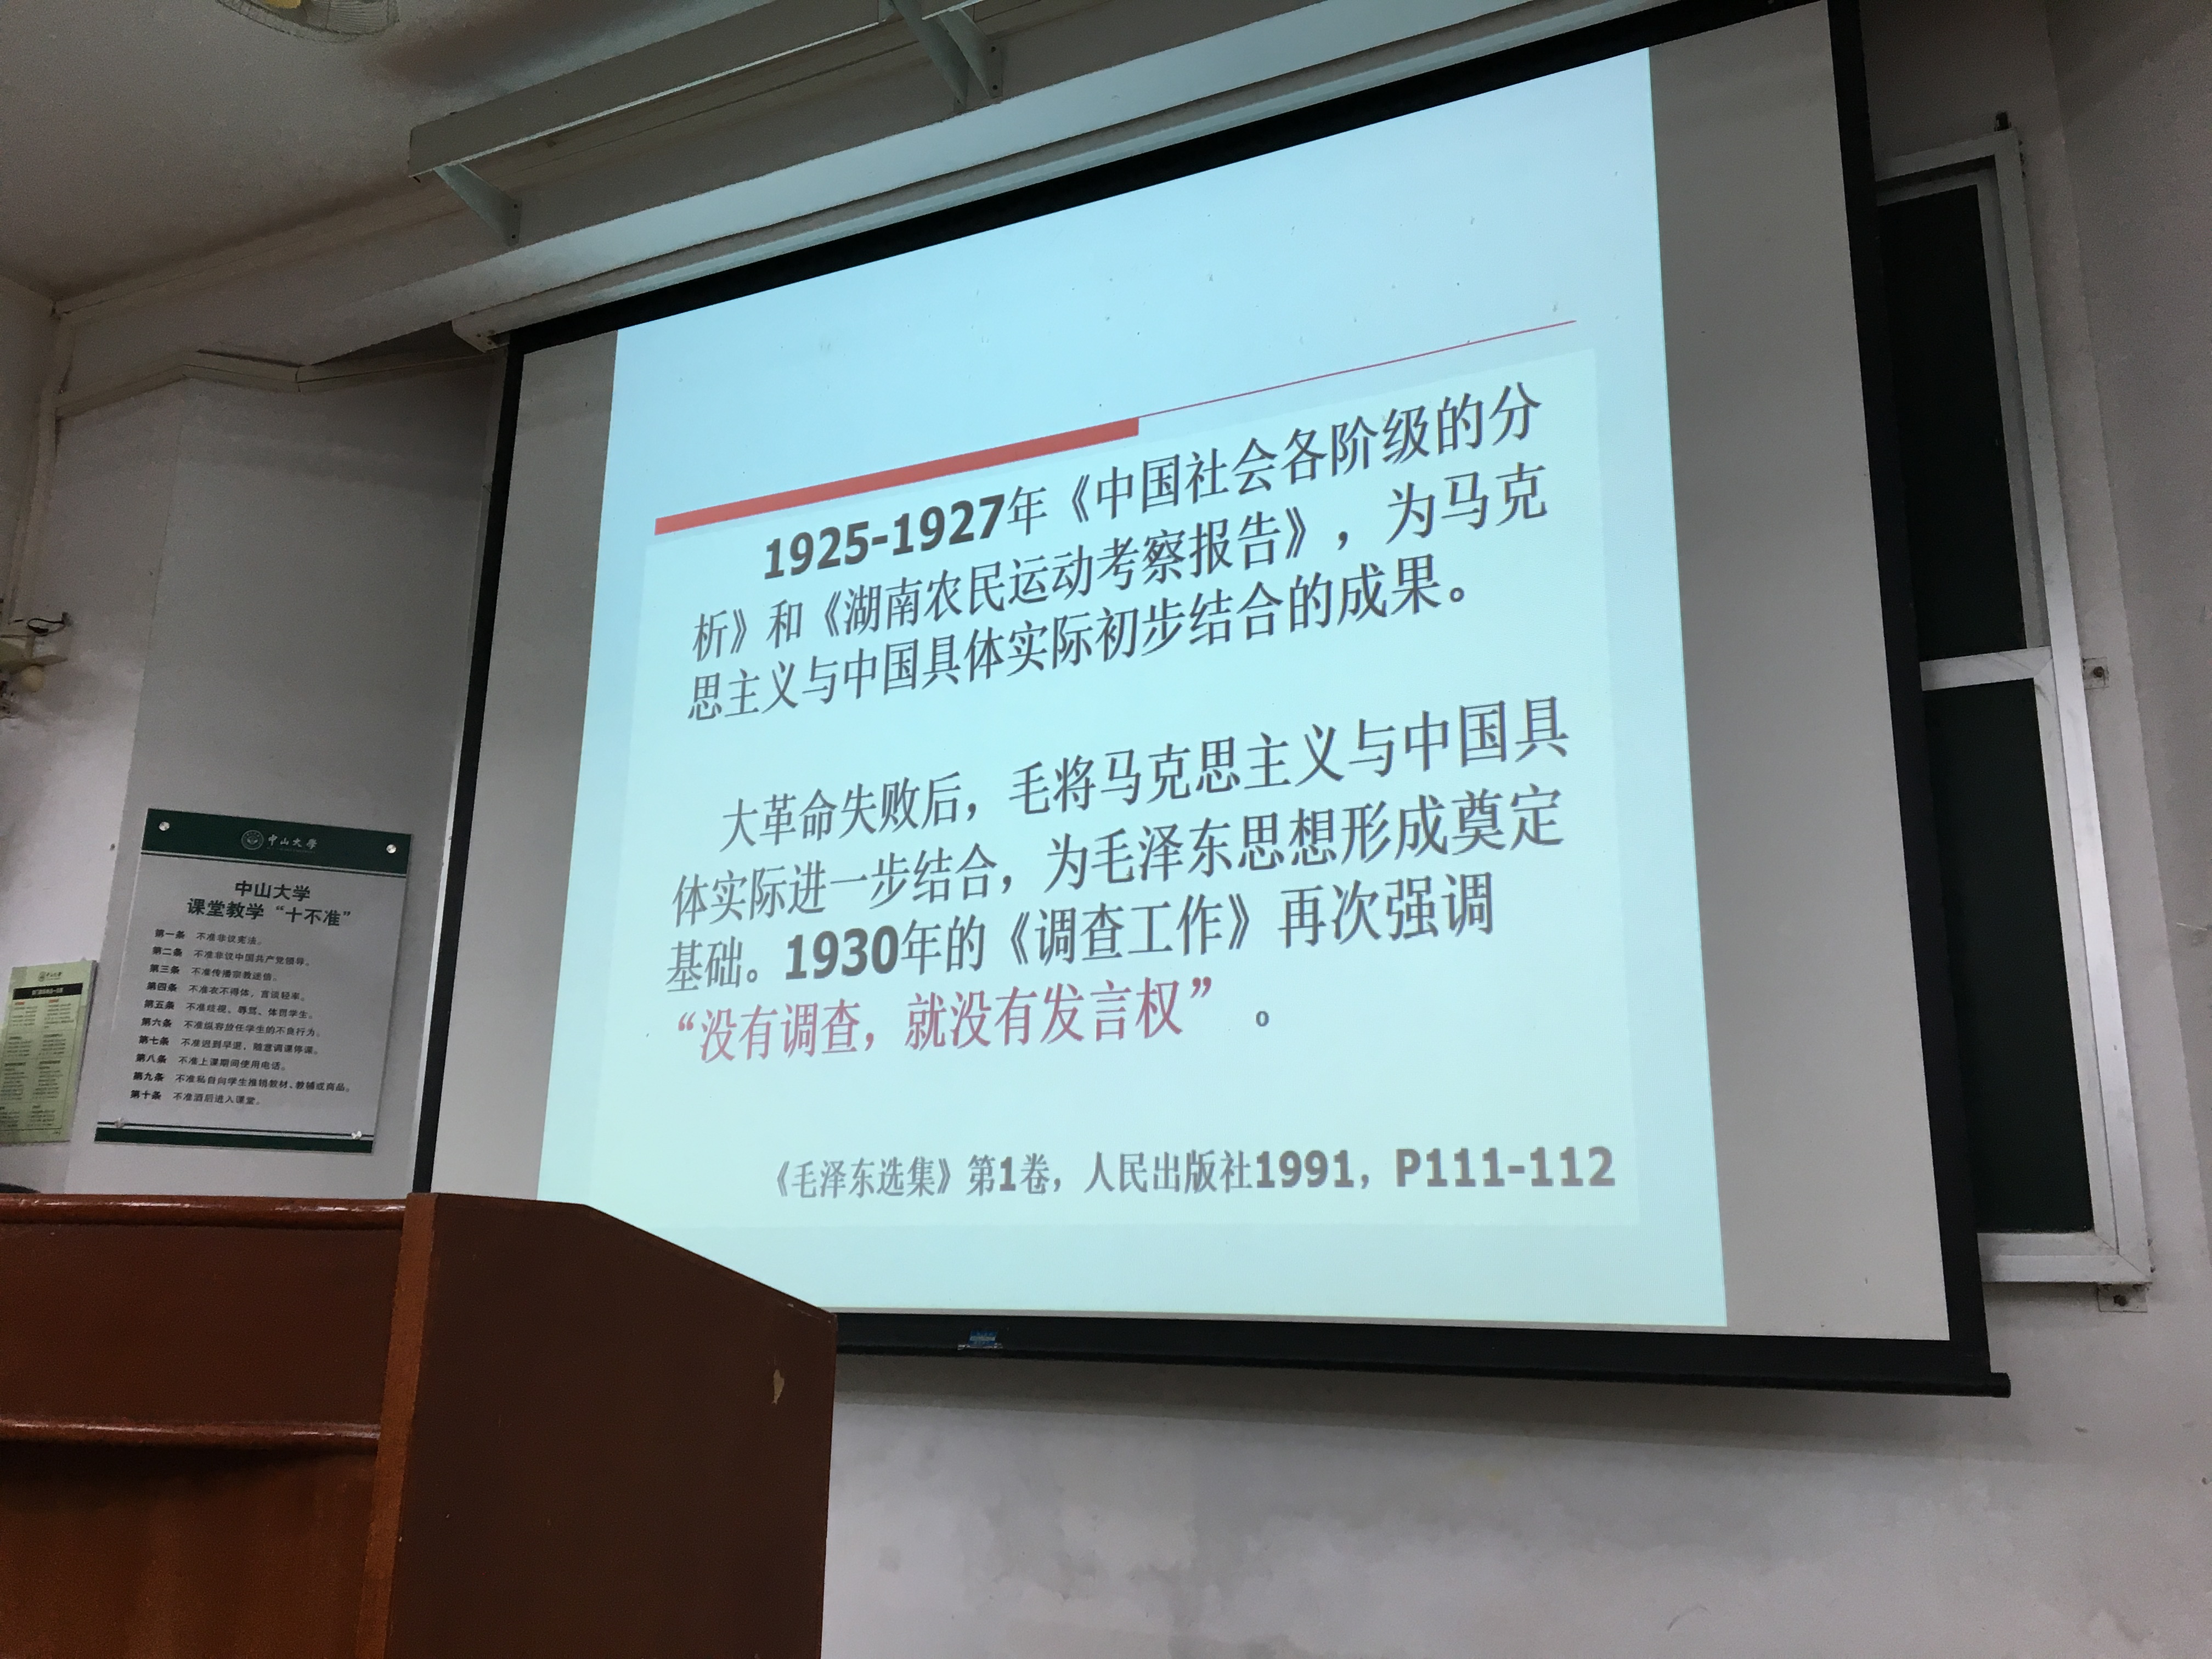 1925-1927年《中国社会各阶级的分
析》和《湖南农民运动考察报告》，为马克
思主义与中国具体实际初步结合的成果。
大革命失败后，毛将马克思主义与中国具
体实际进一步结合，为毛泽东思想形成奠定
基础。1930年的《调查工作》再次强调
“没有调查，就没有发言权” 。
《毛泽东选集》第1卷，人民出版社1991，P111-112
中山大學
中山大学
课堂教学“十不准”
第一条 不准非议宪法。
第二条 不准非议中国共产党领导。
第三条 不准传播宗教迷信。
第四条 不准衣不得体，言谈轻率。
第五条 不准歧视、辱骂、体罚学生。
第六条 不准纵容放任学生的不良行为。
第七条 不准迟到早退，随意调课停课。
第八条 不准上课期间使用电话。
第九条 不准私自向学生推销教材、教辅或商品。
第十条 不准酒后进入课堂。